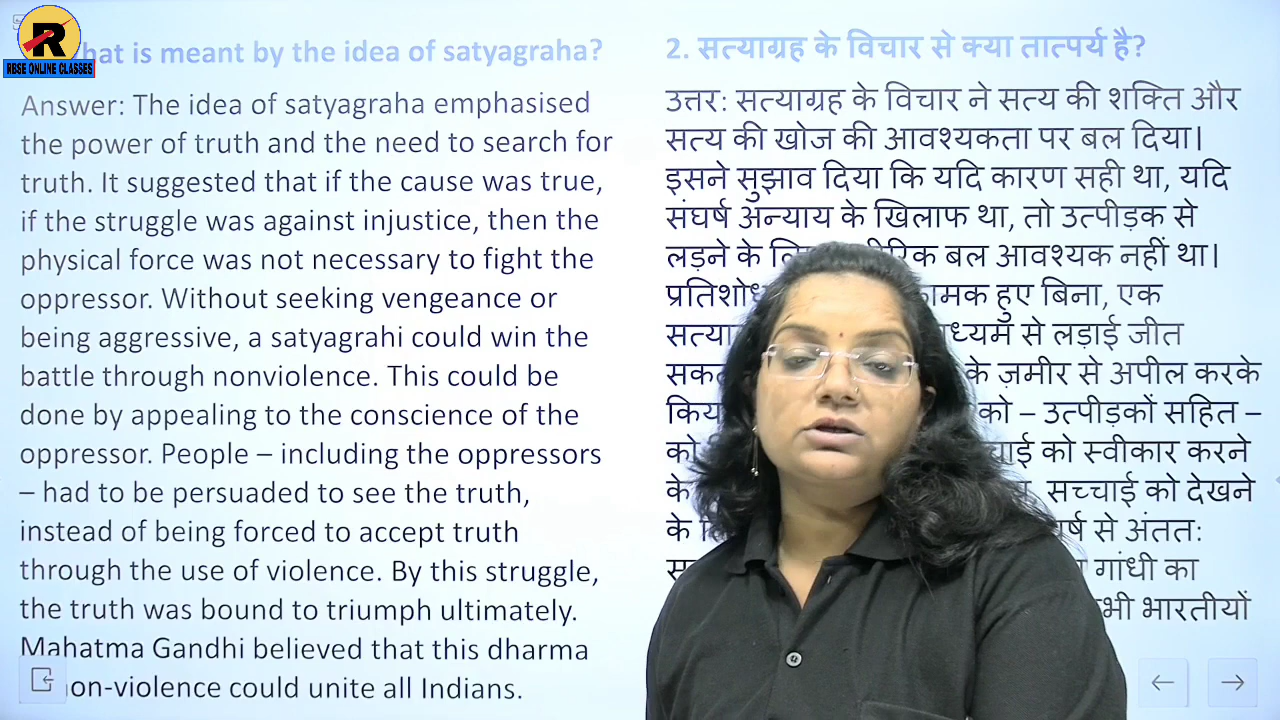 R
RBSE ONLINE CLASSES
hat is meant by the idea of satyagraha?
Answer: The idea of satyagraha emphasised
the power of truth and the need to search for
truth. It suggested that if the cause was true,
if the struggle was against injustice, then the
physical force was not necessary to fight the
oppressor. Without seeking vengeance or
being aggressive, a satyagrahi could win the
battle through nonviolence. This could be
done by appealing to the conscience of the
oppressor. People – including the oppressors
– had to be persuaded to see the truth,
instead of being forced to accept truth
through the use of violence. By this struggle,
the truth was bound to triumph ultimately.
Mahatma Gandhi believed that this dharma
non-violence could unite all Indians.
2. सत्याग्रह के विचार से क्या तात्पर्य है?
उत्तर: सत्याग्रह के विचार ने सत्य की शक्ति और
सत्य की खोज की आवश्यकता पर बल दिया।
इसने सुझाव दिया कि यदि कारण सही था, यदि
संघर्ष अन्याय के खिलाफ था, तो उत्पीड़क से
लड़ने के बल आवश्यक नहीं था।
हुए बिना, एक
से लड़ाई जीत
के ज़मीर से अपील करके
को – उत्पीड़कों सहित –
को को स्वीकार करने
के सच्चाई को देखने
के से अंततः
गांधी का
भारतीयों